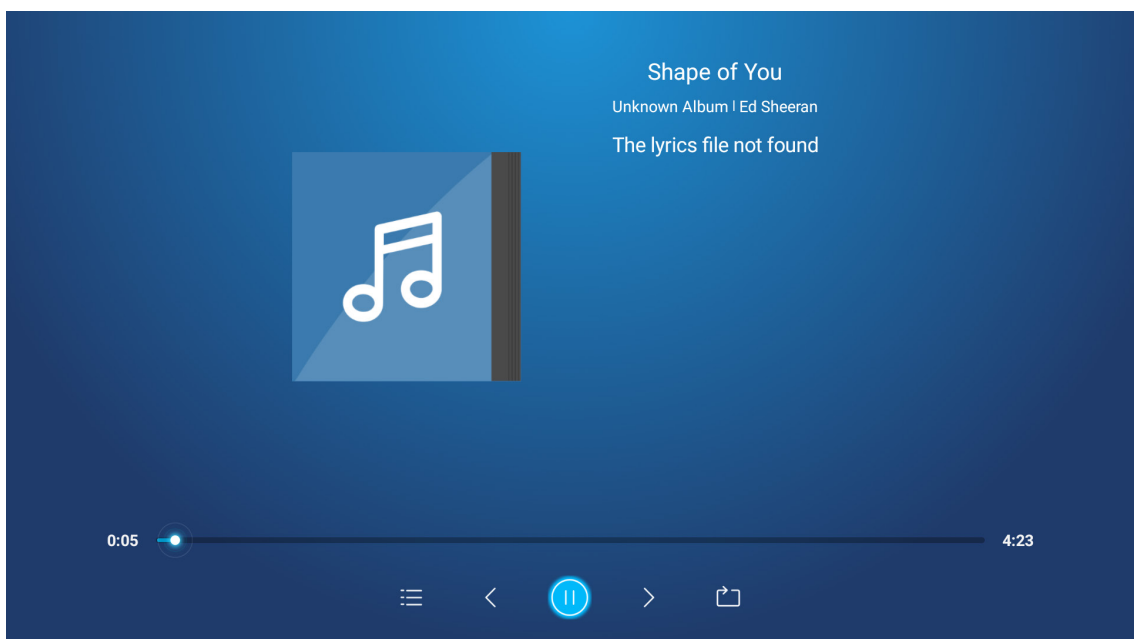 Shape of You
Unknown Album | Ed Sheeran
The lyrics file not found
0:05
4:23